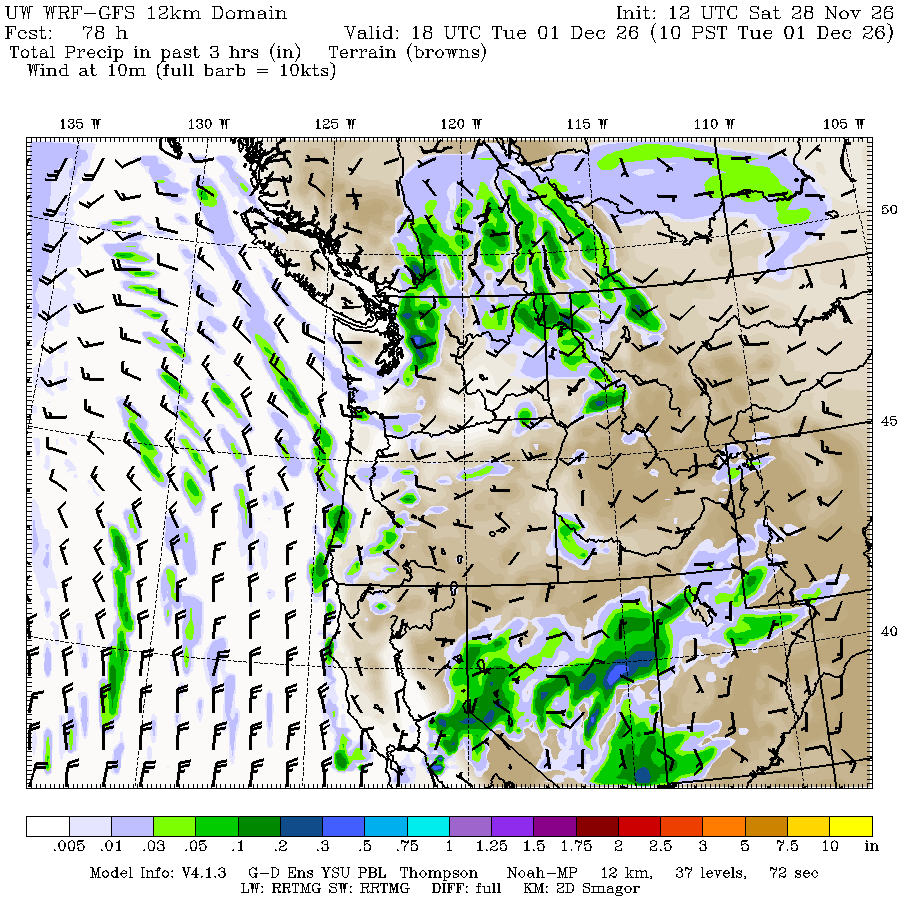 UW WRF-GFS 12km Domain Init: 12 UTC Sat 28 Nov 26
Fcst: 78 h Valid: 18 UTC Tue 01 Dec 26 (10 PST Tue 01 Dec 26)
Total Precip in past 3 hrs (in) Terrain (browns)
Wind at 10m (full barb = 10kts)
135 W 130 W 125 W 120 W 115 W 110 W 105 W
50
45
40
.005 .01 .03 .05 .1 .2 .3 .5 .75 1 1.25 1.5 1.75 2 2.5 3 5 7.5 10 in
Model Info: V4.1.3 G-D Ens YSU PBL Thompson Noah-MP 12 km, 37 levels, 72 sec
LW: RRTMG SW: RRTMG DIFF: full KM: 2D Smagor